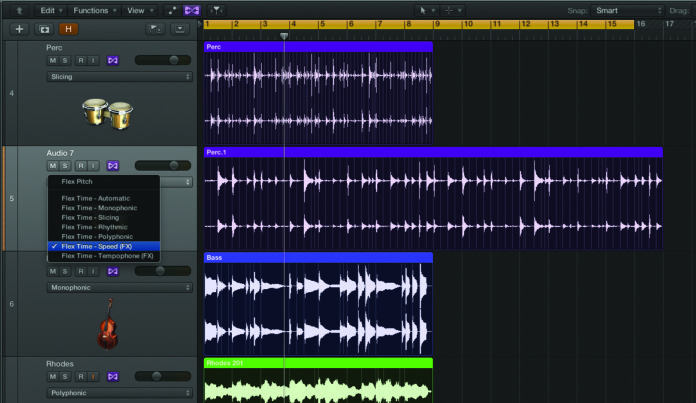 Edit Functions View Snap: Smart Drag:
H 1 2 3 4 5 6 7 8 9 10 11 12 13 14 15 16 17
Perc
M S R I
Slicing
4
Perc
Audio 7
M S R I
5
Flex Pitch
Flex Time - Automatic
Flex Time - Monophonic
Flex Time - Slicing
Flex Time - Rhythmic
Flex Time - Polyphonic
✓ Flex Time - Speed (FX)
Flex Time - Tempophone (FX)
Perc.1
M S R I
Monophonic
6
Bass
Rhodes
M S R I
Polyphonic
Rhodes 201